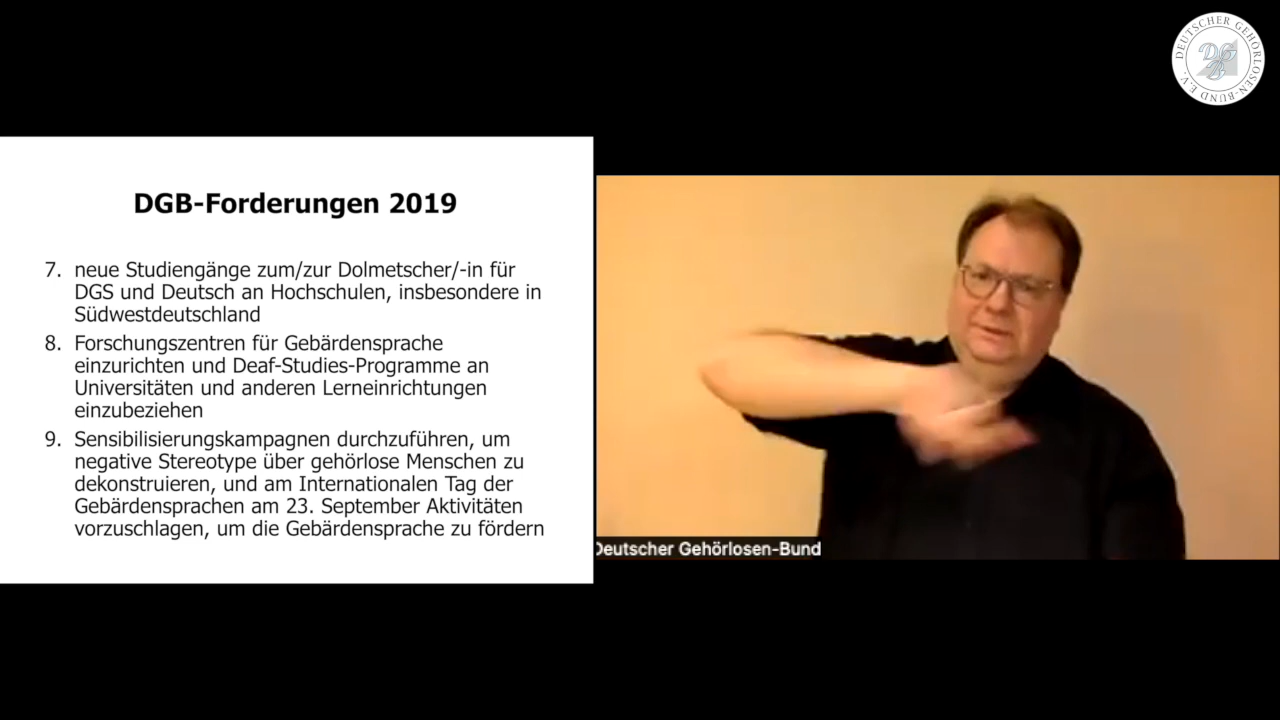 DEUTSCHER GEHÖRLOSEN-BUND E.V.
DGB
DGB-Forderungen 2019
7. neue Studiengänge zum/zur Dolmetscher/-in für
DGS und Deutsch an Hochschulen, insbesondere in
Südwestdeutschland
8. Forschungszentren für Gebärdensprache
einzurichten und Deaf-Studies-Programme an
Universitäten und anderen Lerneinrichtungen
einzubeziehen
9. Sensibilisierungskampagnen durchzuführen, um
negative Stereotype über gehörlose Menschen zu
dekonstruieren, und am Internationalen Tag der
Gebärdensprachen am 23. September Aktivitäten
vorzuschlagen, um die Gebärdensprache zu fördern
Deutscher Gehörlosen-Bund